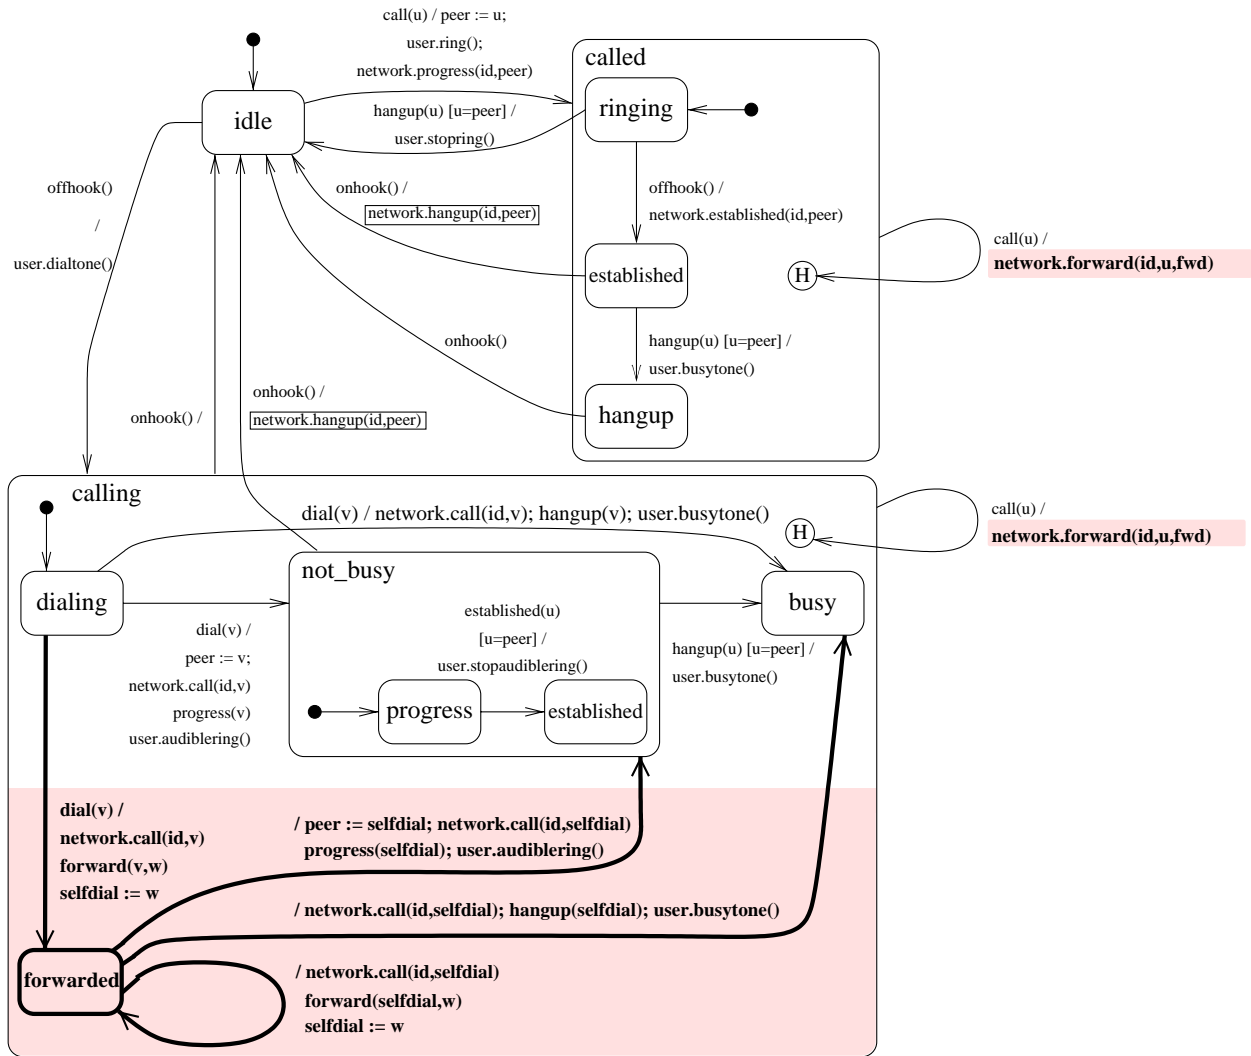 call(u) / peer := u;
user.ring();
network.progress(id,peer)
called
ringing
idle
hangup(u) [u=peer] /
user.stopring()
offhook()
/
user.dialtone()
onhook() /
network.hangup(id,peer)
offhook() /
network.established(id,peer)
established
H
call(u) /
network.forward(id,u,fwd)
onhook()
hangup(u) [u=peer] /
user.busytone()
hangup
onhook() /
onhook() /
network.hangup(id,peer)
calling
dial(v) / network.call(id,v); hangup(v); user.busytone()
H
call(u) /
network.forward(id,u,fwd)
not_busy
dialing
busy
established(u)
[u=peer] /
user.stopaudiblering()
dial(v) /
peer := v;
network.call(id,v)
progress(v)
user.audiblering()
hangup(u) [u=peer] /
user.busytone()
progress
established
dial(v) /
network.call(id,v)
forward(v,w)
selfdial := w
/ peer := selfdial; network.call(id,selfdial)
progress(selfdial); user.audiblering()
/ network.call(id,selfdial); hangup(selfdial); user.busytone()
forwarded
/ network.call(id,selfdial)
forward(selfdial,w)
selfdial := w